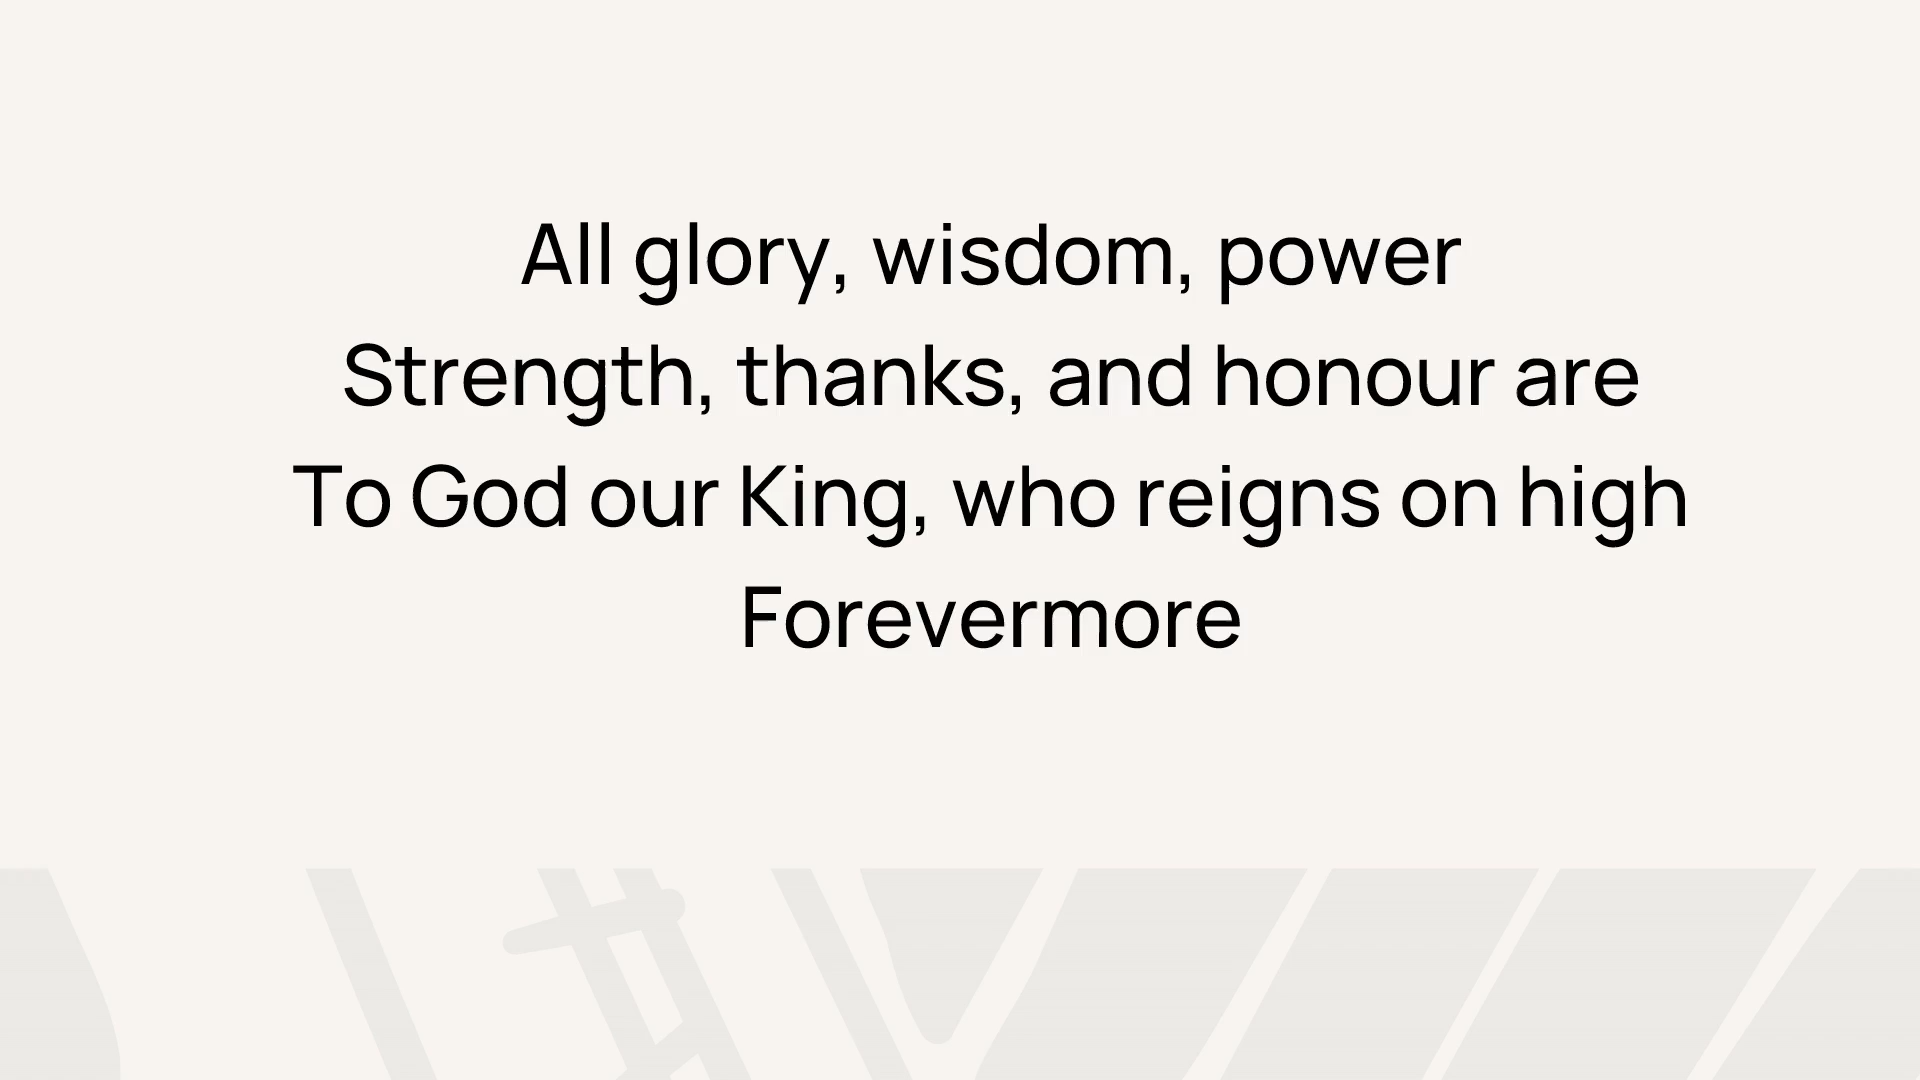 All glory, wisdom, power
Strength, thanks, and honour are
To God our King, who reigns on high
Forevermore